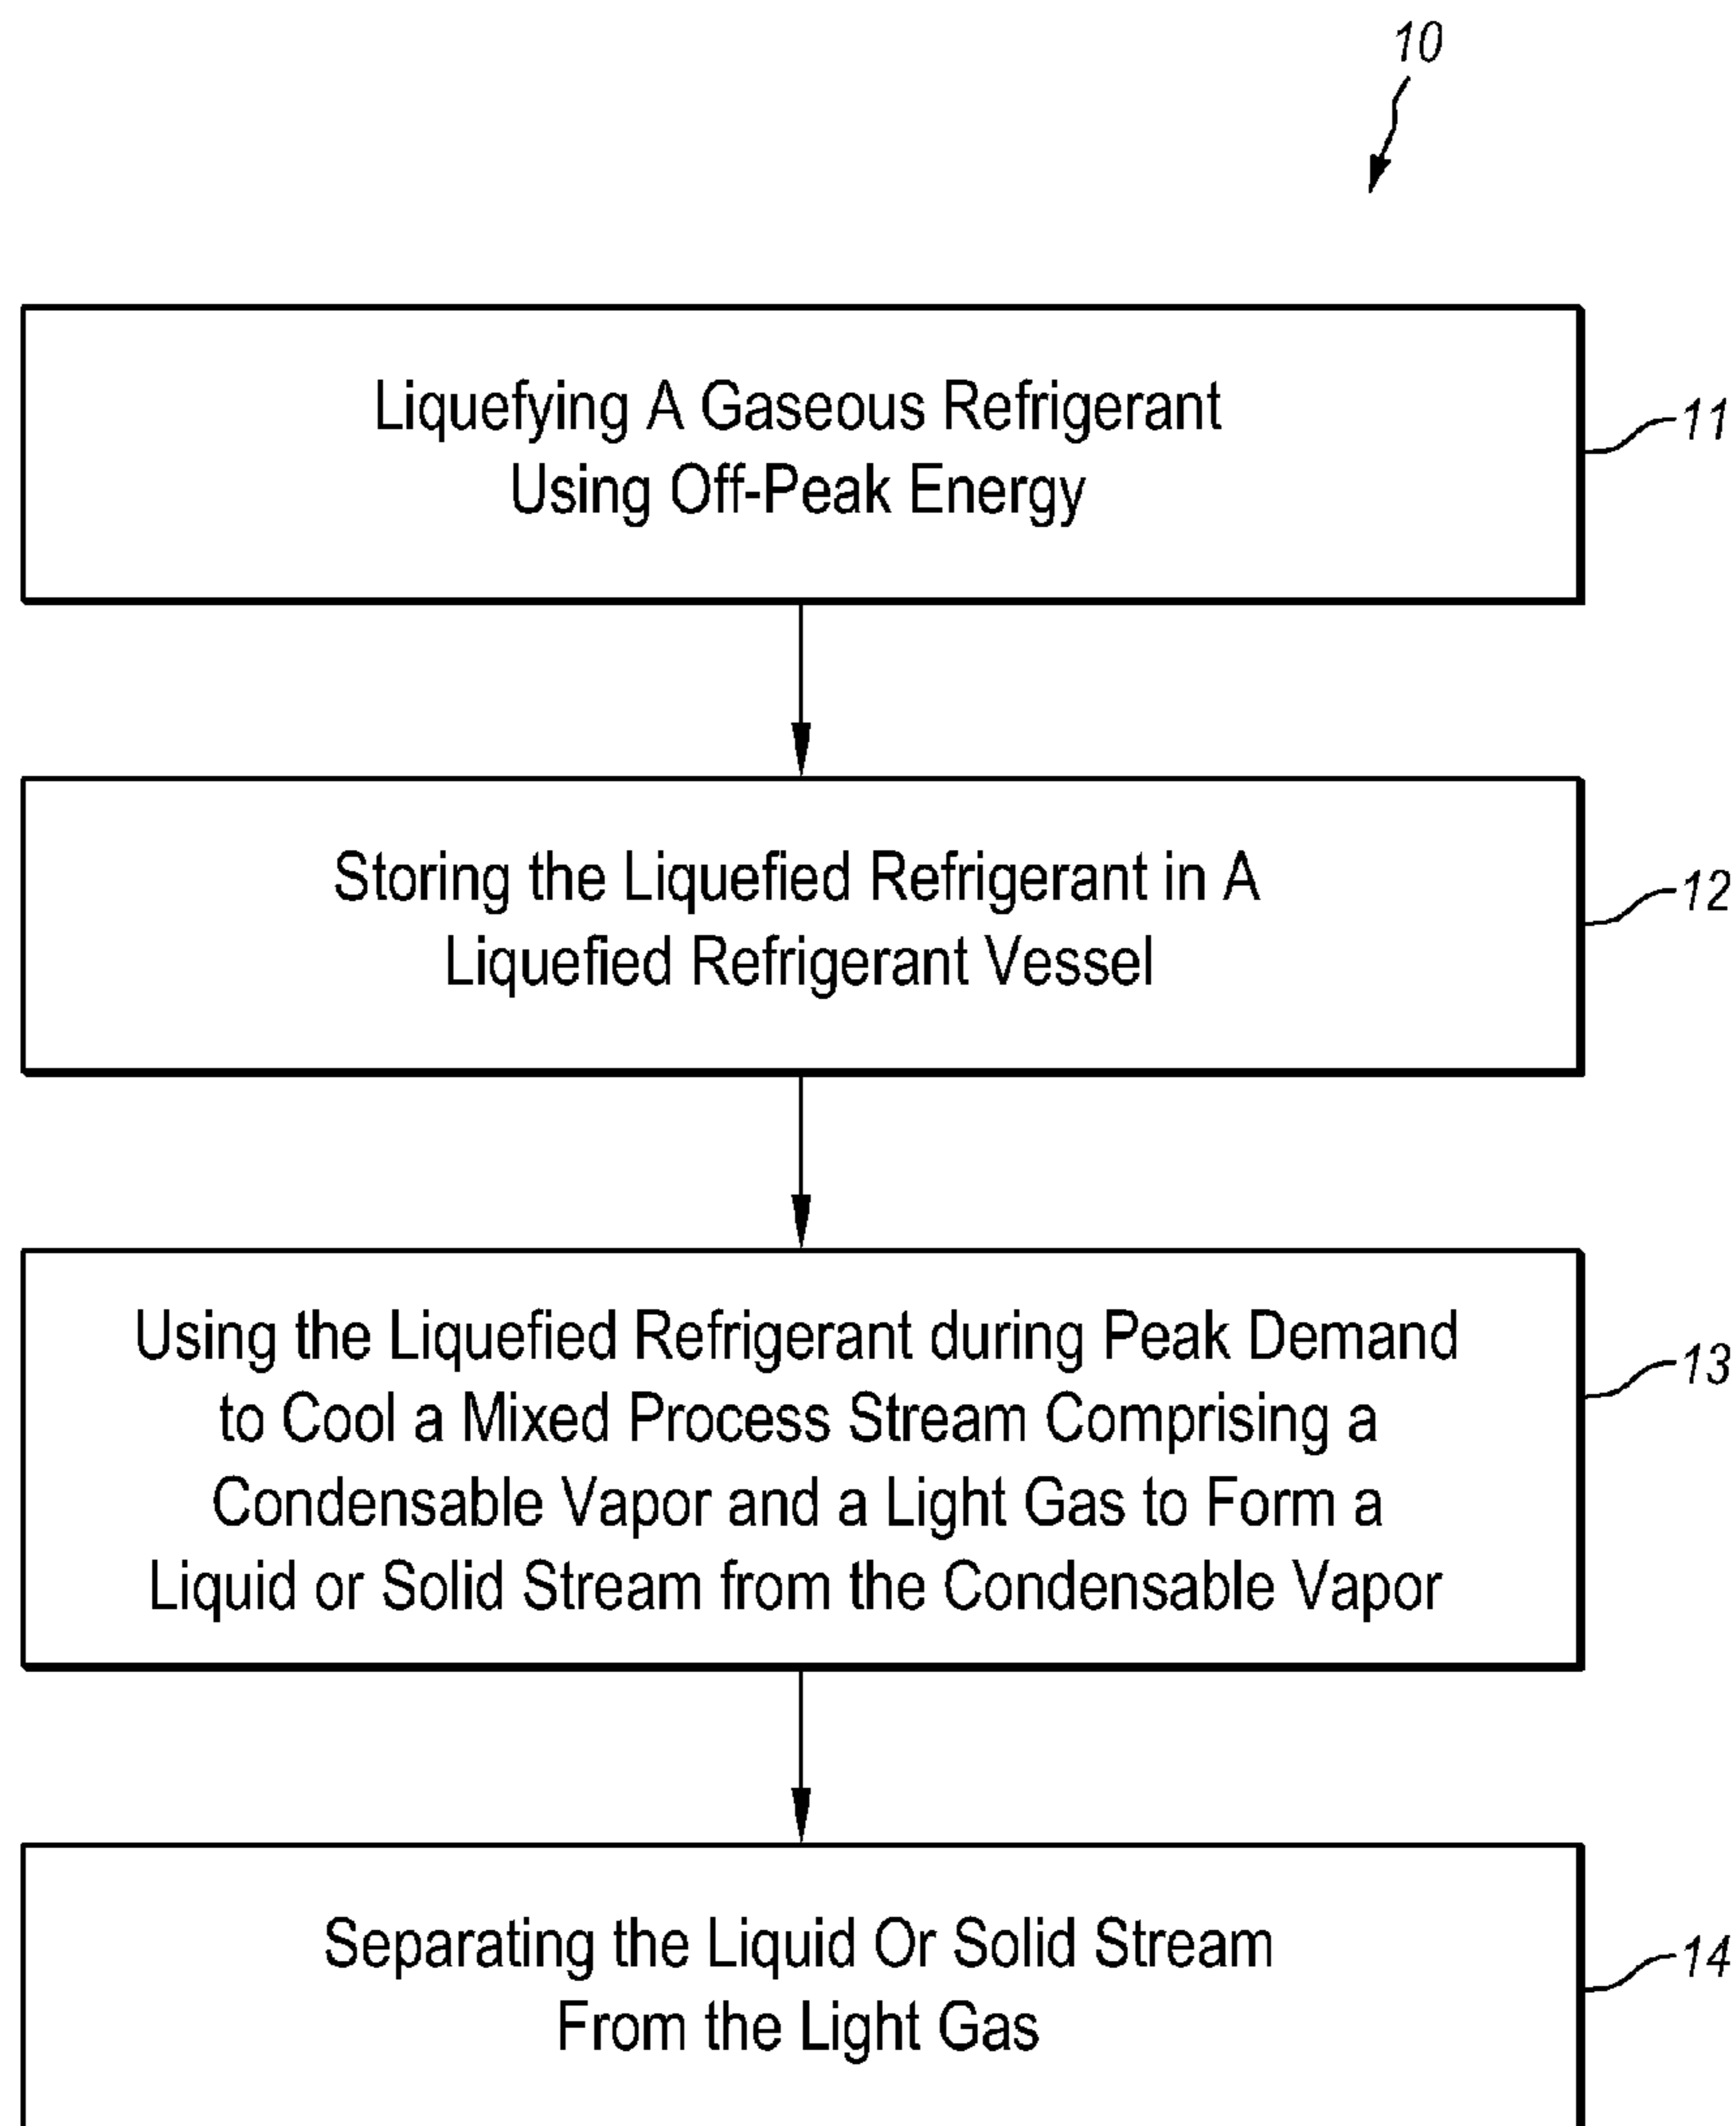 10
Liquefying A Gaseous Refrigerant
Using Off-Peak Energy
11
Storing the Liquefied Refrigerant in A
Liquefied Refrigerant Vessel
12
Using the Liquefied Refrigerant during Peak Demand
to Cool a Mixed Process Stream Comprising a
Condensable Vapor and a Light Gas to Form a
Liquid or Solid Stream from the Condensable Vapor
13
Separating the Liquid Or Solid Stream
From the Light Gas
14